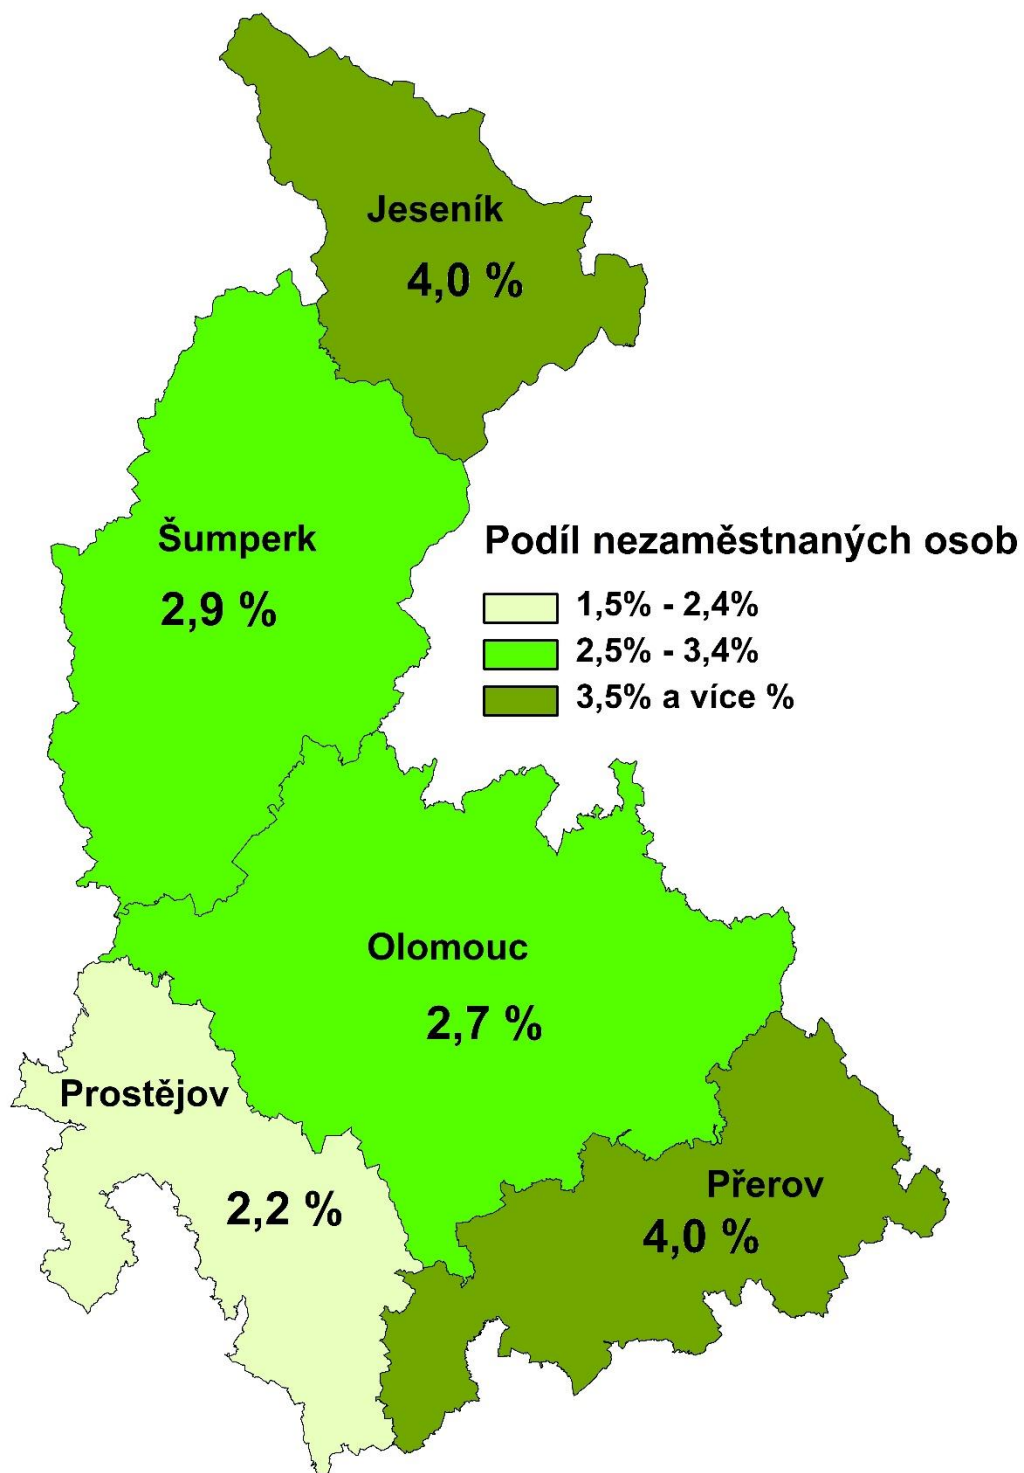 Jeseník
4,0 %
Šumperk
2,9 %
Podíl nezaměstnaných osob
1,5% - 2,4%
2,5% - 3,4%
3,5% a více %
Olomouc
2,7 %
Prostějov
2,2 %
Přerov
4,0 %